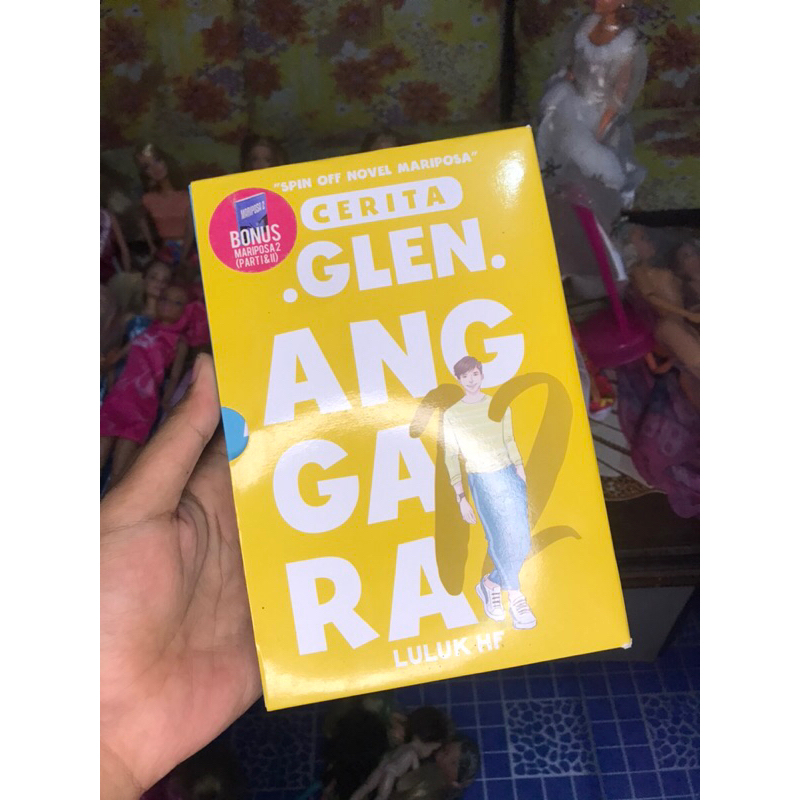 "SPIN OFF NOVEL MARIPOSA"
CERITA
.GLEN.
ANG
GA
RA
12
LULUK HF
MARIPOSA 2
BONUS
MARIPOSA 2
(PART I & II)